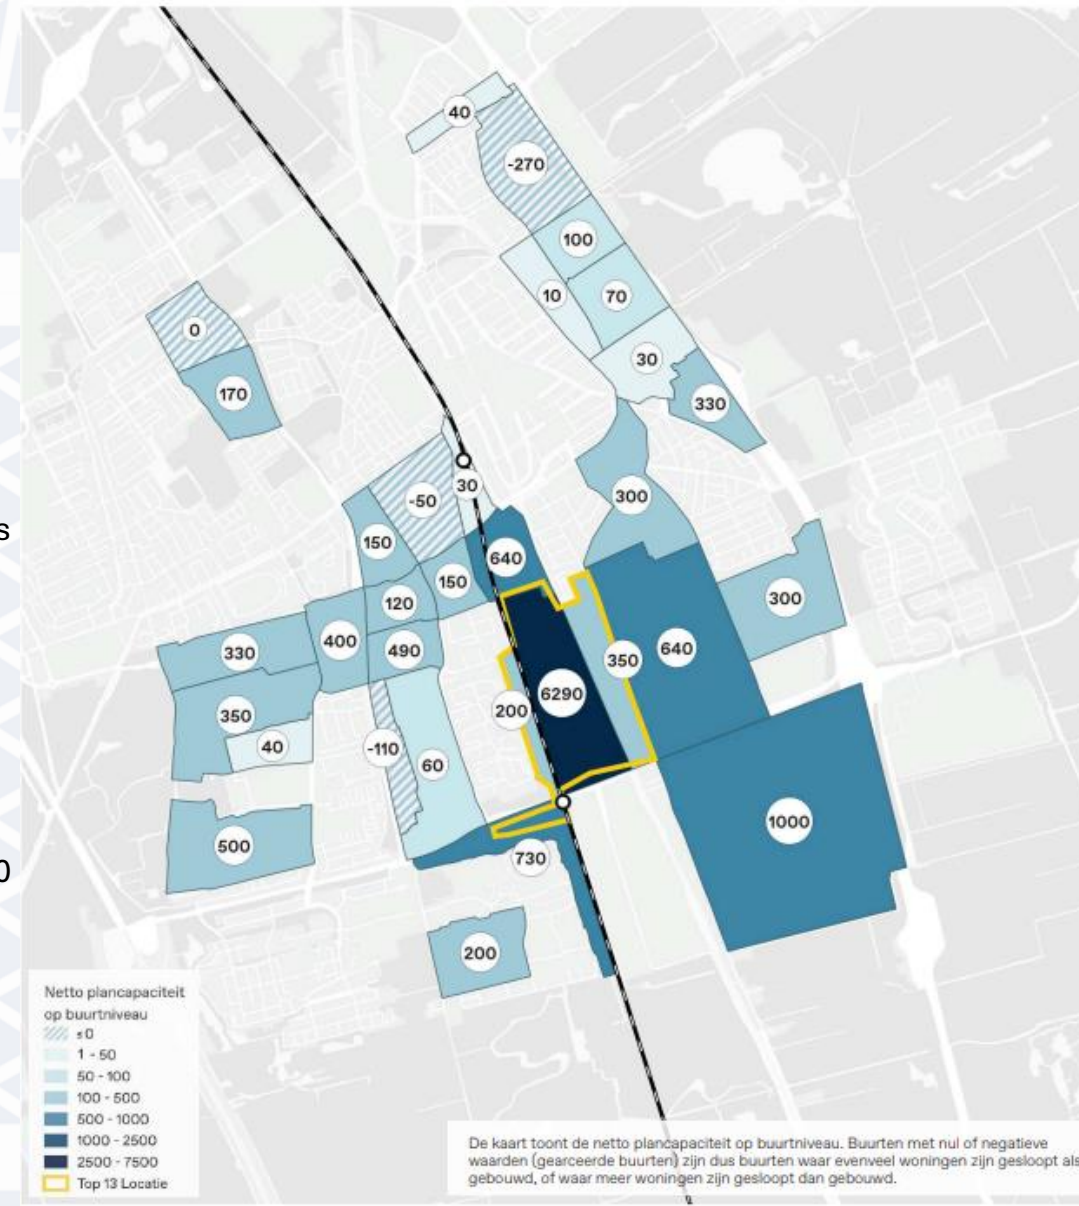 40
-270
100
10
70
0
30
170
330
30
300
-50
s
150
640
150
300
120
400
490
640
330
350
6290
200
350
40
-110
60
1000
500
0
730
200
Netto plancapaciteit
op buurtniveau
≤ 0
1 - 50
50 - 100
100 - 500
500 - 1000
1000 - 2500
2500 - 7500
Top 13 Locatie
De kaart toont de netto plancapaciteit op buurtniveau. Buurten met nul of negatieve
waarden (gearceerde buurten) zijn dus buurten waar evenveel woningen zijn gesloopt als
gebouwd, of waar meer woningen zijn gesloopt dan gebouwd.